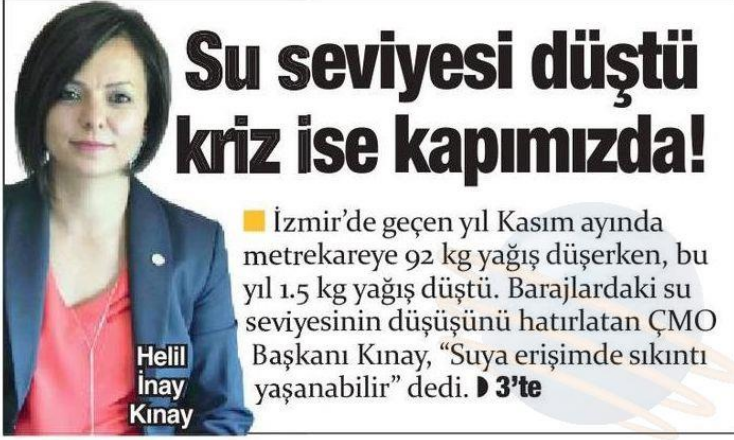 Su seviyesi düştü
kriz ise kapımızda!
İzmir'de geçen yıl Kasım ayında
metrekareye 92 kg yağış düşerken, bu
yıl 1.5 kg yağış düştü. Barajlardaki su
seviyesinin düşüşünü hatırlatan ÇMO
Başkanı Kınay, “Suya erişimde sıkıntı
yaşanabilir” dedi. 3'te
Helil
İnay
Kınay